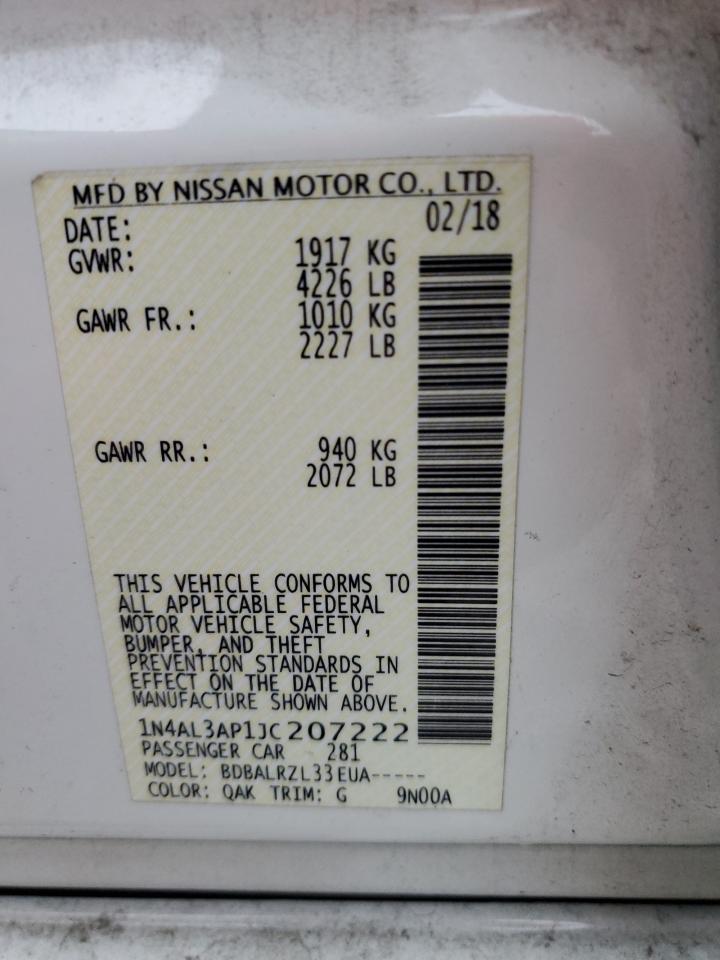 MFD BY NISSAN MOTOR CO., LTD.
DATE: 02/18
GVWR: 1917 KG
4226 LB
GAWR FR.: 1010 KG
2227 LB
GAWR RR.: 940 KG
2072 LB
THIS VEHICLE CONFORMS TO
ALL APPLICABLE FEDERAL
MOTOR VEHICLE SAFETY,
BUMPER, AND THEFT
PREVENTION STANDARDS IN
EFFECT ON THE DATE OF
MANUFACTURE SHOWN ABOVE.
1N4AL3AP1JC207222
PASSENGER CAR 281
MODEL: BDBALRZL33EUA-----
COLOR: QAK TRIM: G 9N00A